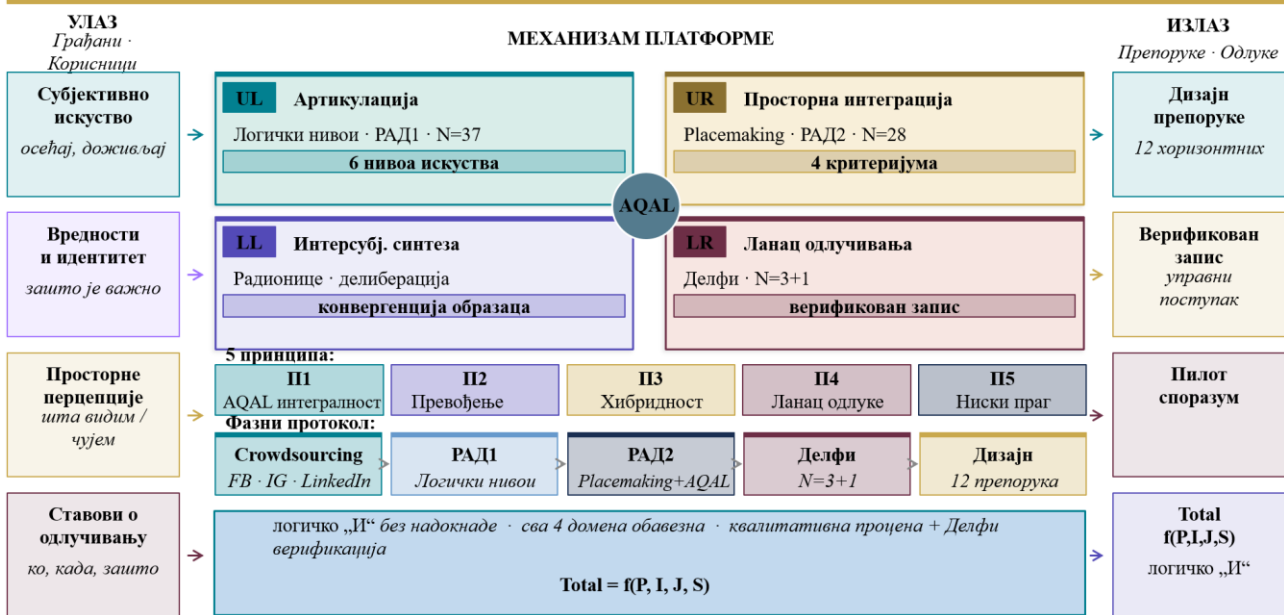 УЛАЗ
Грађани ·
Корисници
МЕХАНИЗАМ ПЛАТФОРМЕ
ИЗЛАЗ
Препоруке · Одлуке
Субјективно
искуство
осећај, доживљај
UL Артикулација
Логички нивои · РАД1 · N=37
6 нивоа искуства
UR Просторна интеграција
Placemaking · РАД2 · N=28
4 критеријума
Дизајн
препоруке
12 хоризонтних
AQAL
Вредности
и идентитет
зашто је важно
LL Интерсубј. синтеза
Радионице · делиберација
конвергенција образаца
LR Ланац одлучивања
Делфи · N=3+1
верификован запис
Верификован
запис
управни
поступак
Просторне
перцепције
шта видим /
чујем
5 принципа:
П1
AQAL интегралност
П2
Превођење
П3
Хибридност
П4
Ланац одлуке
П5
Ниски праг
Фазни протокол:
Crowdsourcing
FB · IG · LinkedIn
РАД1
Логички нивои
РАД2
Placemaking+AQAL
Делфи
N=3+1
Дизајн
12 препорука
Пилот
споразум
Ставови о
одлучивању
ко, када, зашто
логичко „И“ без надокнаде · сва 4 домена обавезна · квалитативна процена + Делфи
верификација
Total = f(P, I, J, S)
Total
f(P,I,J,S)
логичко „И“